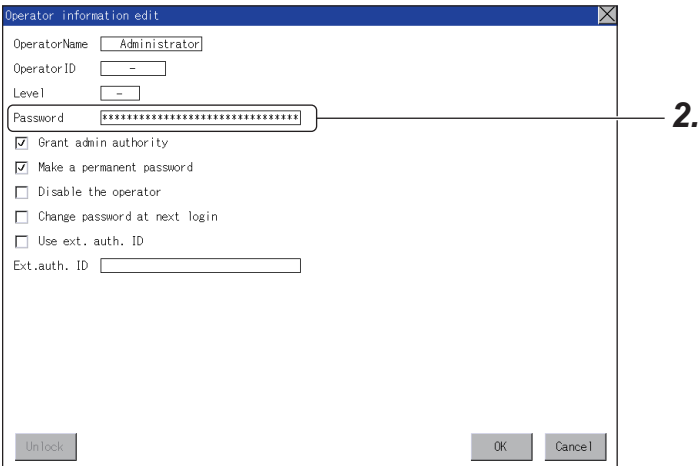 Operator information edit
OperatorName Administrator
OperatorID -
Level -
Password ********************************
2.
Grant admin authority
Make a permanent password
Disable the operator
Change password at next login
Use ext. auth. ID
Ext.auth. ID
Unlock OK Cancel